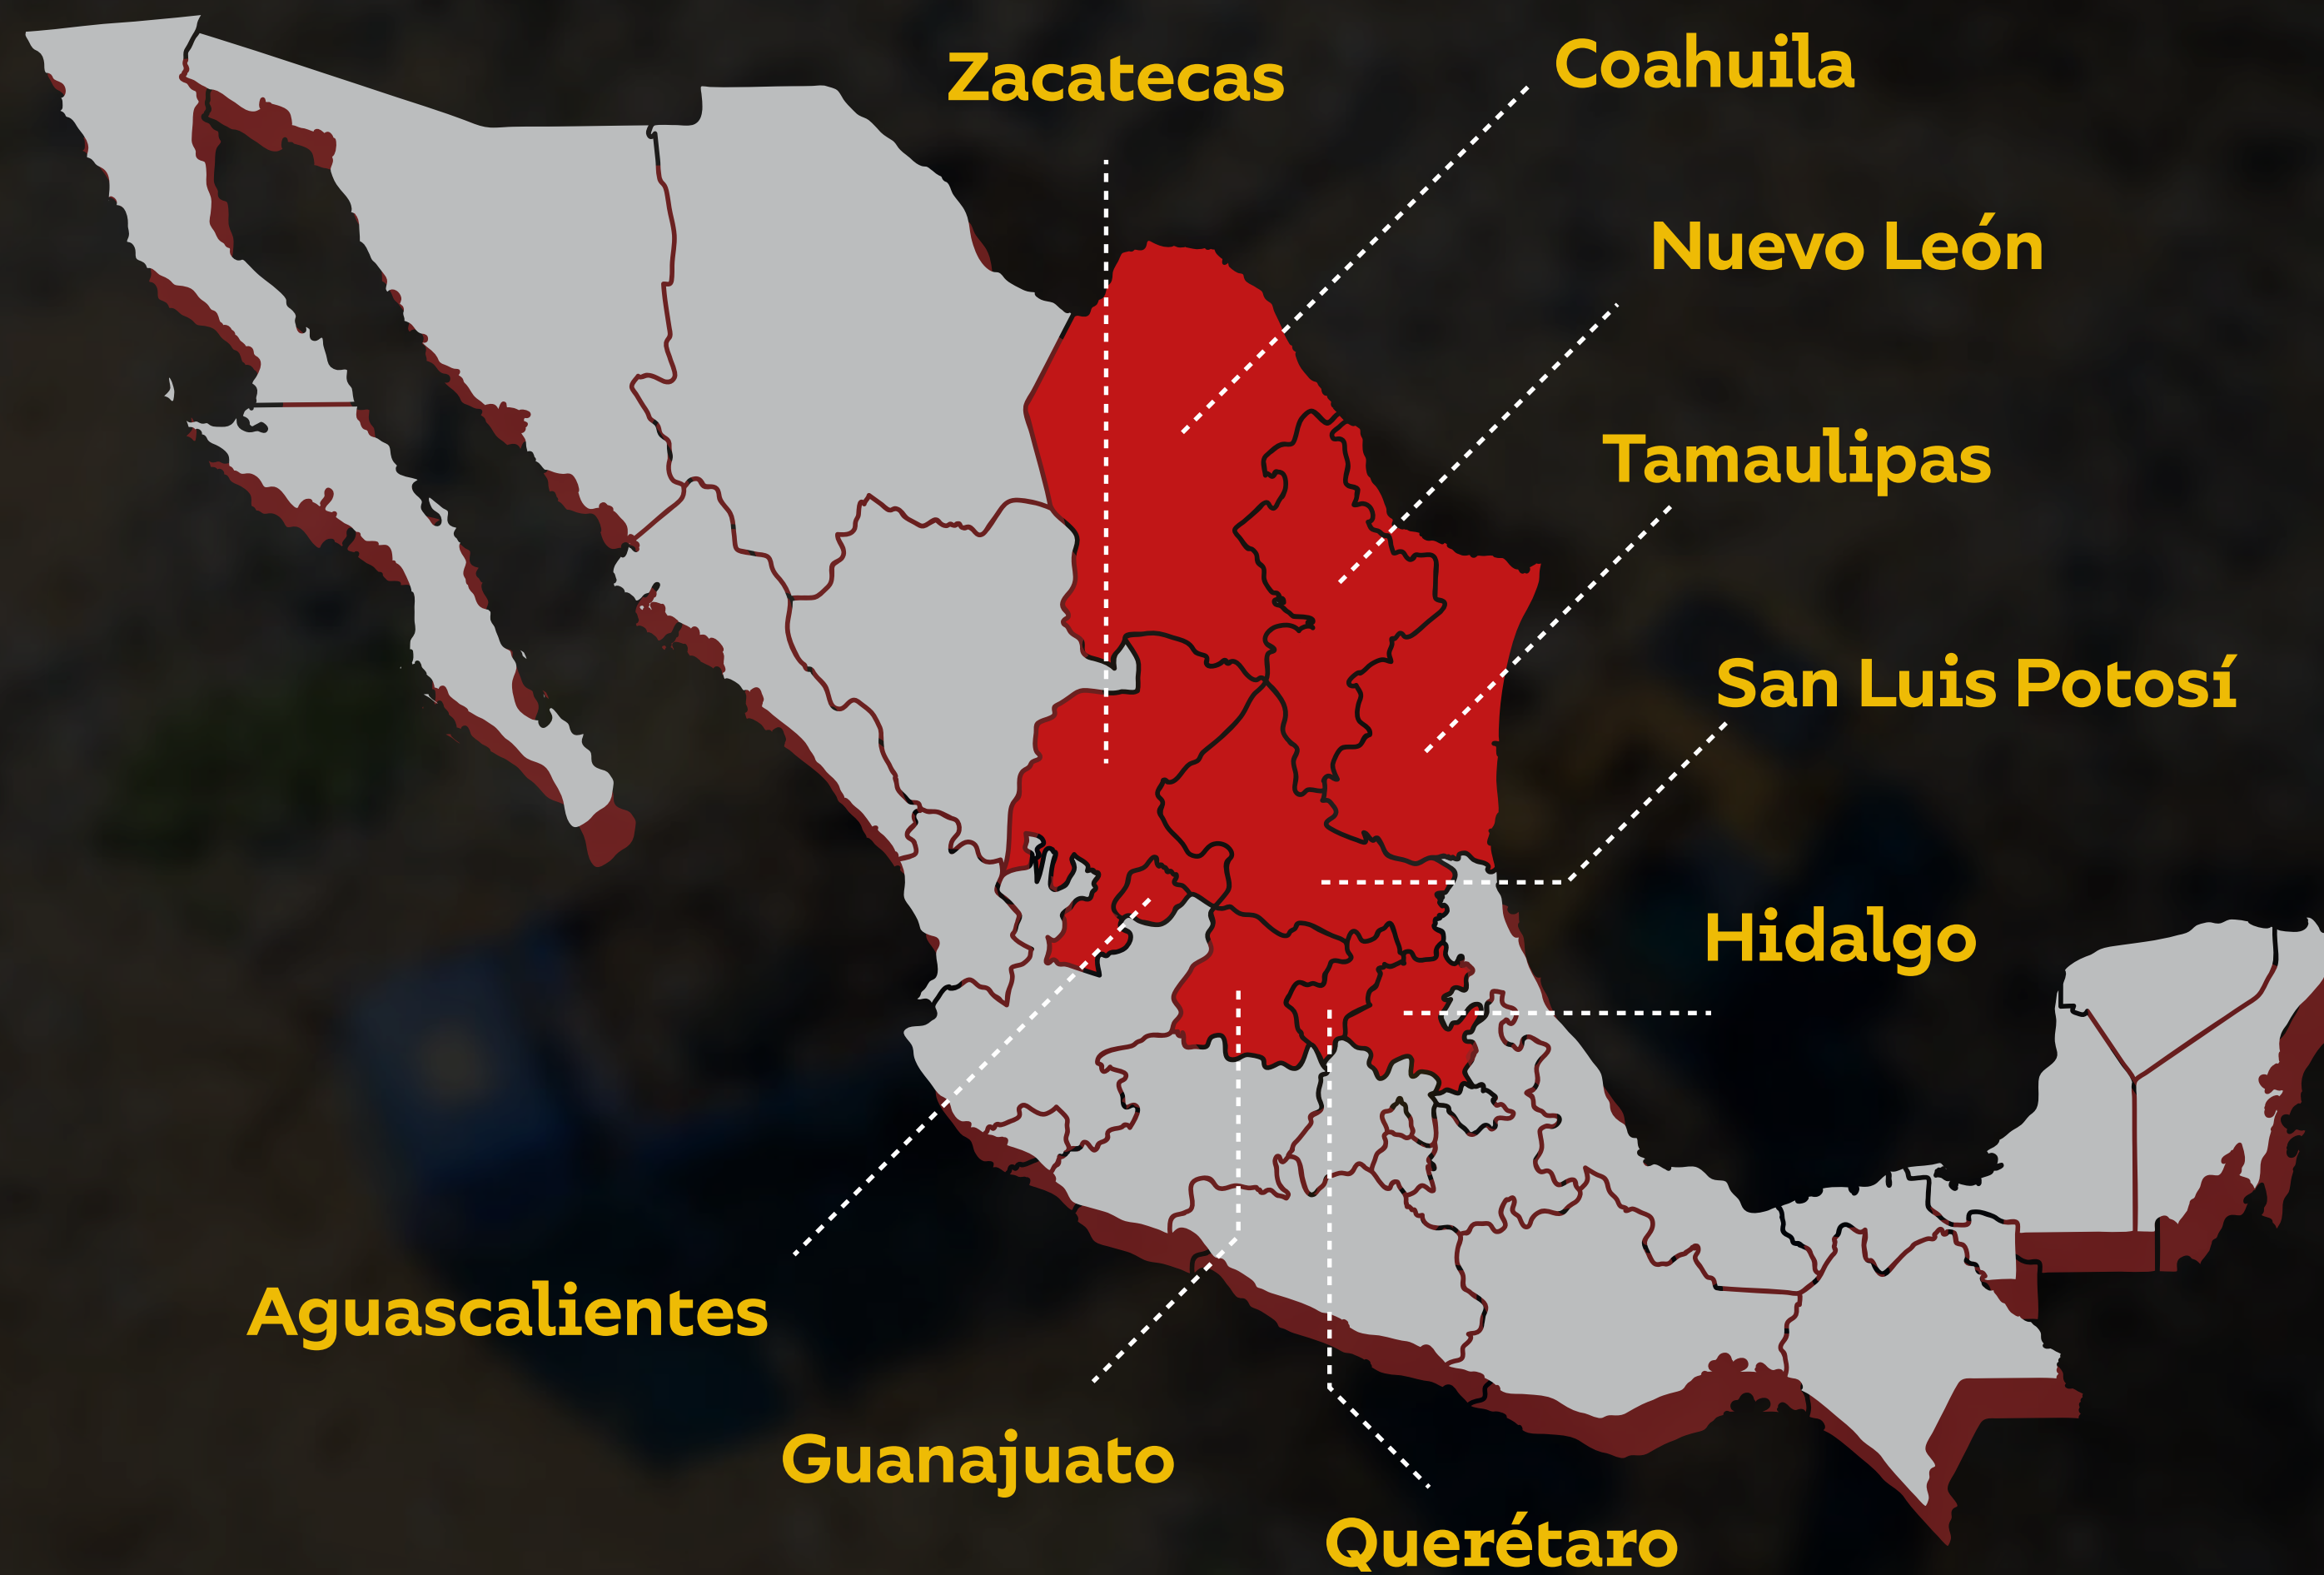 Zacatecas
Coahuila
Nuevo León
Tamaulipas
San Luis Potosí
Hidalgo
Aguascalientes
Guanajuato
Querétaro